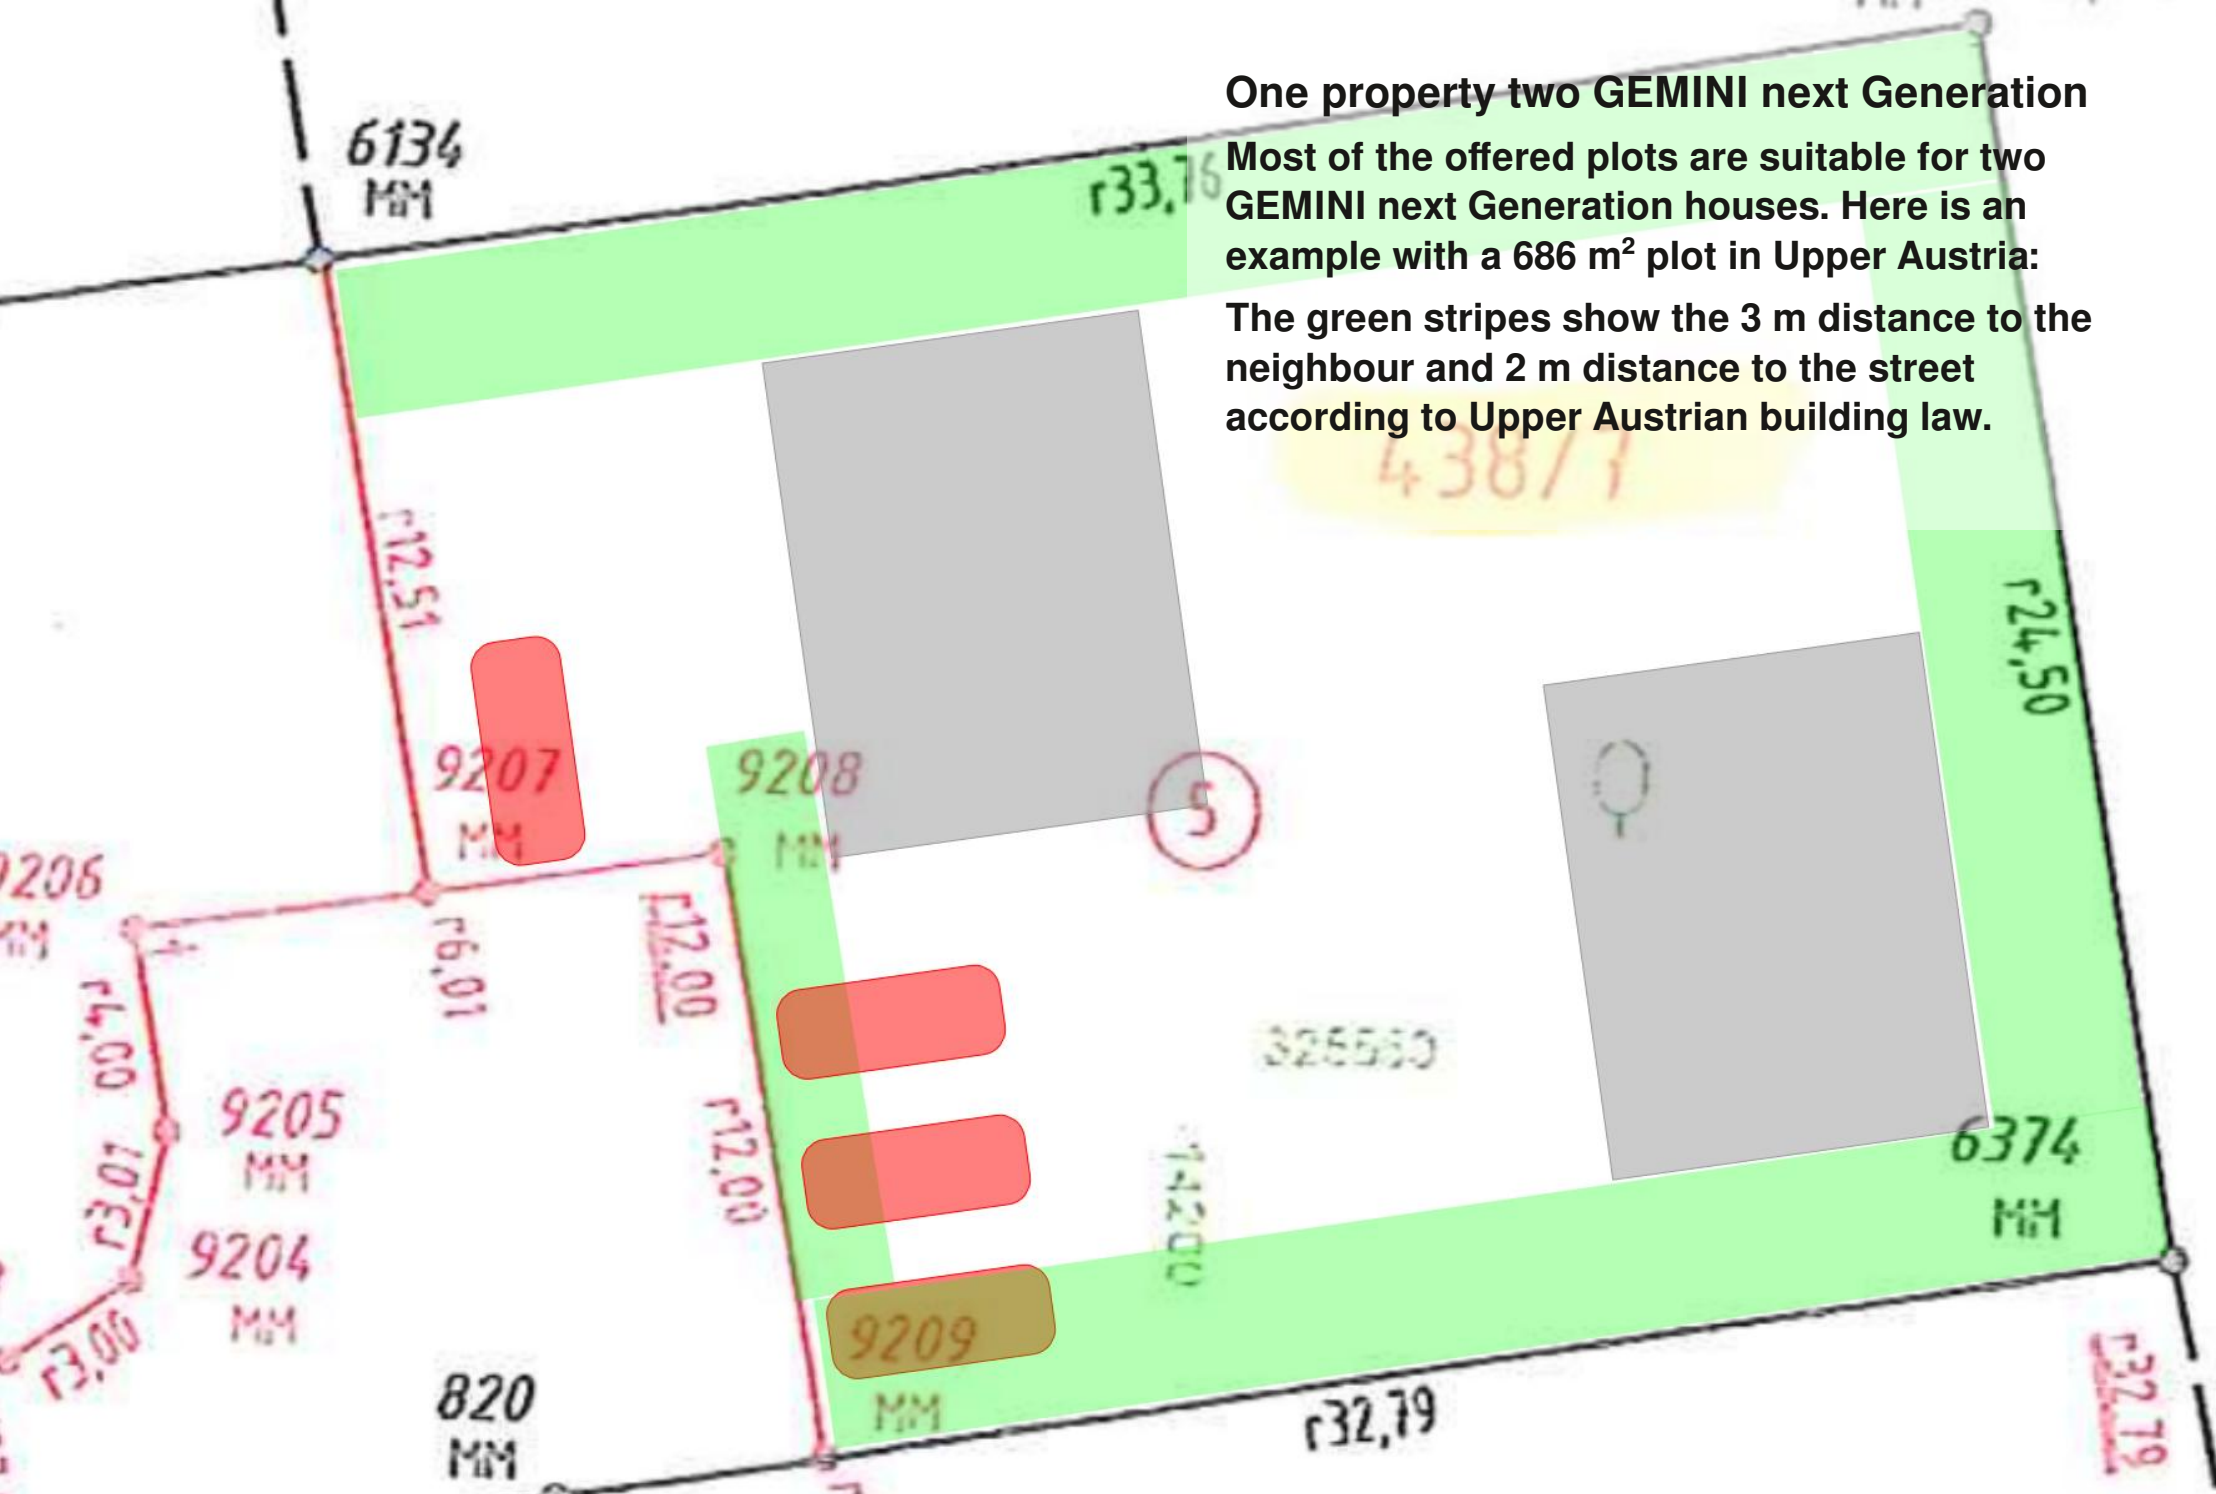 6134
MM
One property two GEMINI next Generation
Most of the offered plots are suitable for two
GEMINI next Generation houses. Here is an
example with a 686 m² plot in Upper Austria:
The green stripes show the 3 m distance to the
neighbour and 2 m distance to the street
according to Upper Austrian building law.
r33,76
438/7
r12,51
r24,50
9207
MM
9208
MM
5
9206
MM
r6,01
r12,00
r4,00
r12,00
9205
MM
r3,01
9204
MM
r3,00
14200
6374
MM
9209
MM
820
MM
r32,79
r32,79